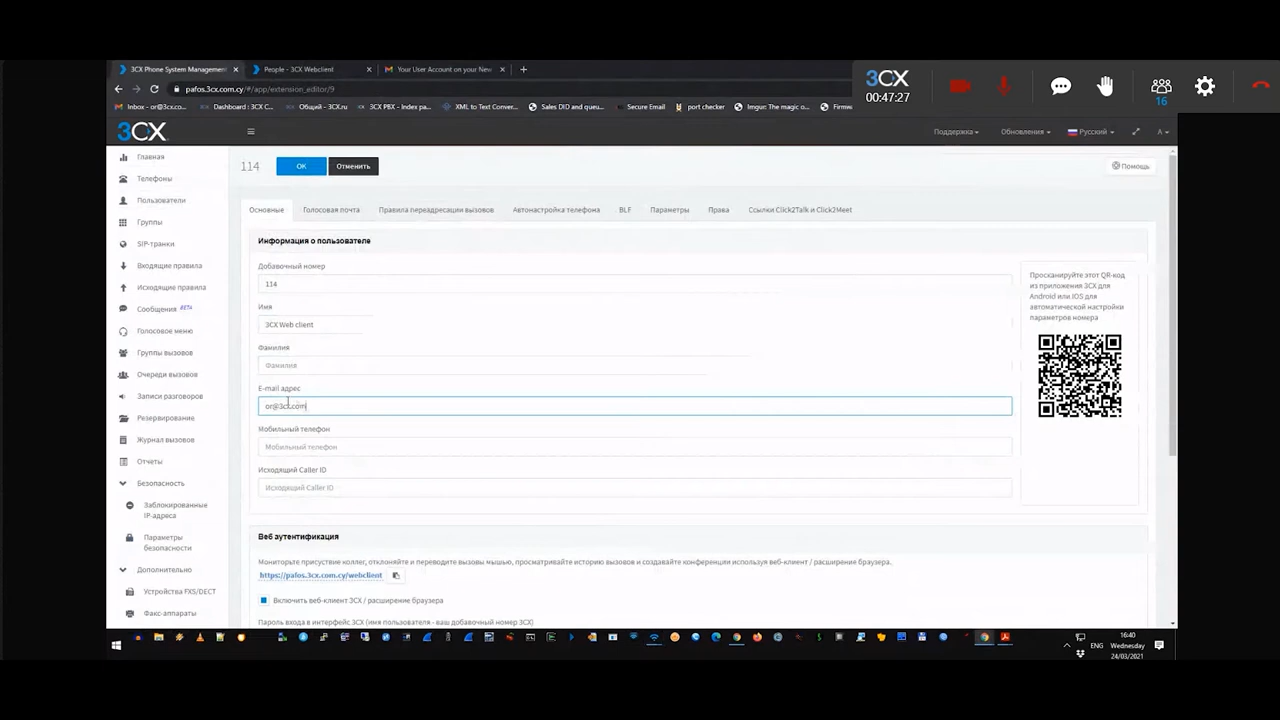 3CX Phone System Management
People - 3CX Webclient
Your User Account on your New
pafos.3cx.com.cy/#/app/extension_editor/9
Inbox - or@3cx.co...
Dashboard : 3CX C...
Общий - 3CX.ru
3CX PBX - Index pa...
XML to Text Conver...
Sales DID and queu...
Secure Email
port checker
Imgur: The magic o...
Firmw
3CX
00:47:27
16
3CX
Поддержка
Обновления
Русский
A
Главная
Телефоны
Пользователи
Группы
SIP-транки
Входящие правила
Исходящие правила
Сообщения BETA
Голосовое меню
Группы вызовов
Очереди вызовов
Записи разговоров
Резервирование
Журнал вызовов
Отчеты
Безопасность
Заблокированные
IP-адреса
Параметры
безопасности
Дополнительно
Устройства FXS/DECT
Факс-аппараты
114
OK
Отменить
Помощь
Основные
Голосовая почта
Правила переадресации вызовов
Автонастройка телефона
BLF
Параметры
Права
Ссылки Click2Talk и Click2Meet
Информация о пользователе
Добавочный номер
114
Имя
3CX Web client
Фамилия
Фамилия
E-mail адрес
or@3cx.com
Мобильный телефон
Мобильный телефон
Исходящий Caller ID
Исходящий Caller ID
Просканируйте этот QR-код
из приложения 3CX для
Android или IOS для
автоматической настройки
параметров номера
Веб аутентификация
Мониторьте присуствие коллег, отклоняйте и переводите вызовы мышью, просматривайте историю вызовов и создавайте конференции используя веб-клиент / расширения браузера.
https://pafos.3cx.com.cy/webclient
Включить веб-клиент 3CX / расширение браузера
Пароль входа в интерфейс 3CX (имя пользователя - ваш добавочный номер 3CX)
ENG
16:40
Wednesday
24/03/2021